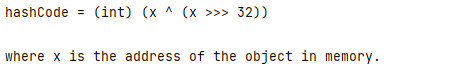 hashCode = (int) (x ^ (x >>> 32))
where x is the address of the object in memory.